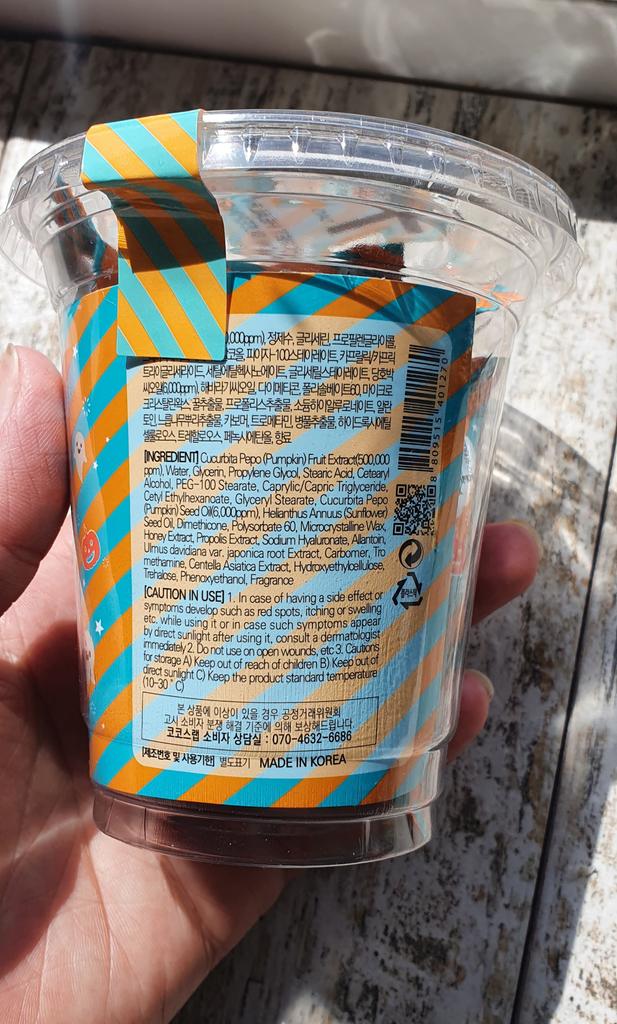 ,000ppm), 정제수, 글리세린, 프로필렌글라이콜,
코올, 피이지-100스테아레이트, 카프릴릭/카프릭
트라이글리세라이드, 세틸에틸헥사노에이트, 글리세릴스테아레이트, 당호박
씨오일(6,000ppm), 해바라기씨오일, 다이메티콘, 폴리솔베이트60, 마이크로
크리스탈린왁스, 꿀추출물, 프로폴리스추출물, 소듐하이알루로네이트, 알란
토인, 느릅나무뿌리추출물, 카보머, 트로메타민, 병풀추출물, 하이드록시에틸
셀룰로오스, 트레할로오스, 페녹시에탄올, 향료
[INGREDIENT] Cucurbita Pepo (Pumpkin) Fruit Extract(500,000
ppm), Water, Glycerin, Propylene Glycol, Stearic Acid, Cetearyl
Alcohol, PEG-100 Stearate, Caprylic/Capric Triglyceride,
Cetyl Ethylhexanoate, Glyceryl Stearate, Cucurbita Pepo
(Pumpkin) Seed Oil(6,000ppm), Helianthus Annuus (Sunflower)
Seed Oil, Dimethicone, Polysorbate 60, Microcrystalline Wax,
Honey Extract, Propolis Extract, Sodium Hyaluronate, Allantoin,
Ulmus davidiana var. japonica root Extract, Carbomer, Tro
methamine, Centella Asiatica Extract, Hydroxyethylcellulose,
Trehalose, Phenoxyethanol, Fragrance
[CAUTION IN USE] 1. In case of having a side effect or
symptoms develop such as red spots, itching or swelling
etc. while using it or in case such symptoms appear
by direct sunlight after using it, consult a dermatologist
immediately 2. Do not use on open wounds, etc 3. Cautions
for storage A) Keep out of reach of children B) Keep out of
direct sunlight C) Keep the product standard temperature
(10-30 ° C)
본 상품에 이상이 있을 경우 공정거래위원회
고시 소비자 분쟁 해결 기준에 의해 보상해드립니다.
코코스랩 소비자 상담실 : 070-4632-6686
[제조번호 및 사용기한] 별도표기 MADE IN KOREA
8 809515 401270
플라스틱